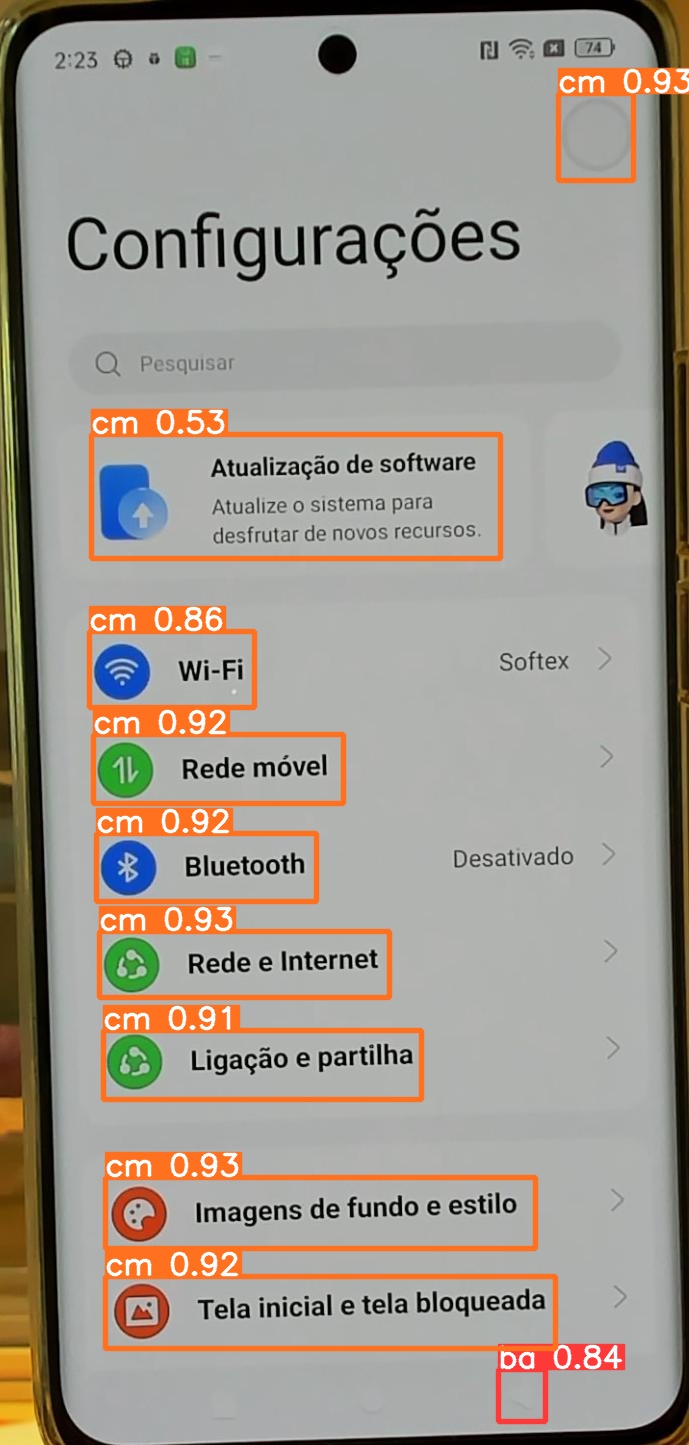 2:23
74
cm 0.93
Configurações
Pesquisar
cm 0.53
Atualização de software
Atualize o sistema para
desfrutar de novos recursos.
cm 0.86
Wi-Fi Softex
cm 0.92
Rede móvel
cm 0.92
Bluetooth Desativado
cm 0.93
Rede e Internet
cm 0.91
Ligação e partilha
cm 0.93
Imagens de fundo e estilo
cm 0.92
Tela inicial e tela bloqueada
ba 0.84